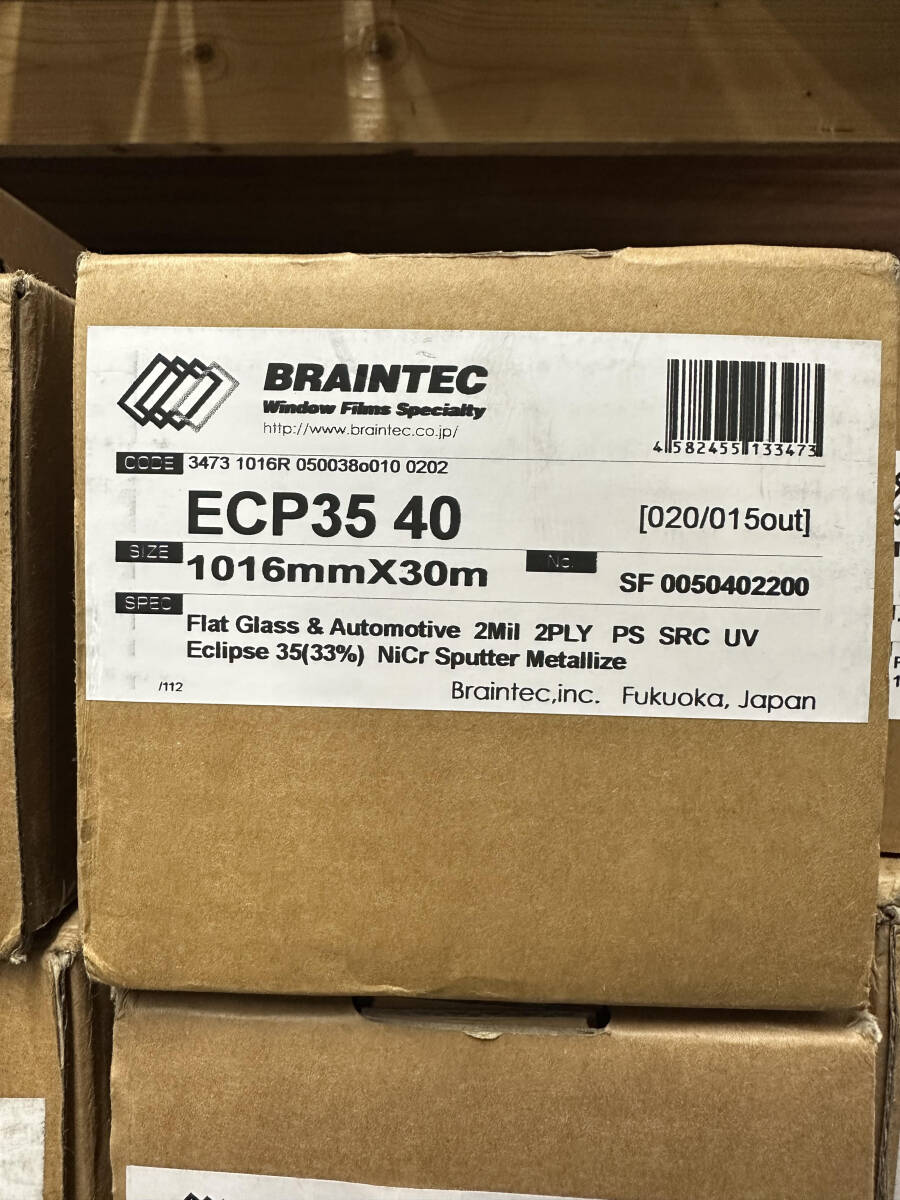 BRAINTEC
Window Films Specialty
http://www.braintec.co.jp/
4 582455 133473
CODE 3473 1016R 050038o010 0202
ECP35 40 [020/015out]
SIZE 1016mmX30m No. SF 0050402200
SPEC
Flat Glass & Automotive 2Mil 2PLY PS SRC UV
Eclipse 35(33%) NiCr Sputter Metallize
/112 Braintec,inc. Fukuoka, Japan